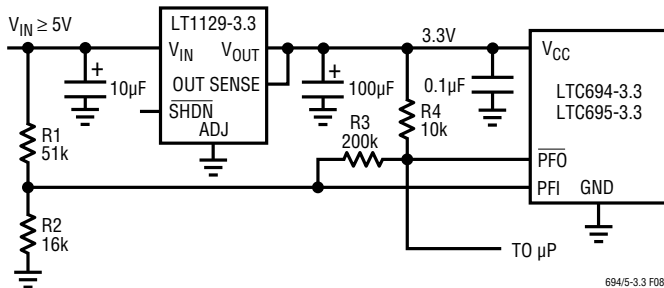 V_IN ≥ 5V
LT1129-3.3
V_IN
V_OUT
OUT SENSE
SHDN
ADJ
+
10µF
+
100µF
3.3V
0.1µF
V_CC
LTC694-3.3
LTC695-3.3
PFO
PFI
GND
R1
51k
R2
16k
R3
200k
R4
10k
TO µP
694/5-3.3 F08